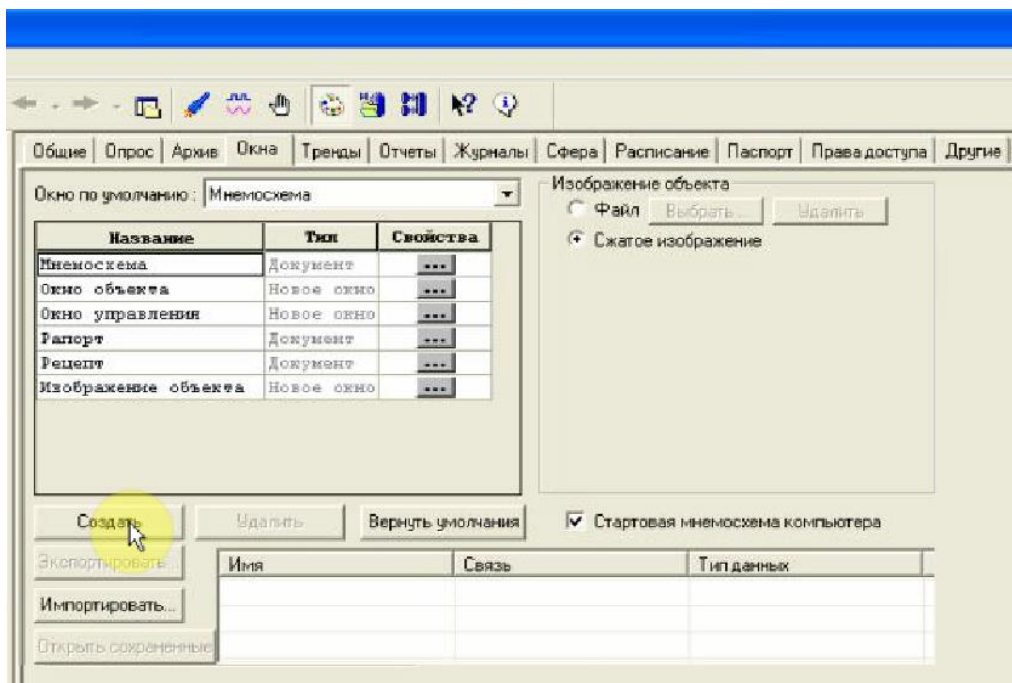 Общие Опрос Архив Окна Тренды Отчеты Журналы Сфера Расписание Паспорт Права доступа Другие
Окно по умолчанию: Мнемосхема
Изображение объекта
Файл Выбрать... Удалить
Сжатое изображение
Название Тип Свойства
Мнемосхема Документ ...
Окно объекта Новое окно ...
Окно управления Новое окно ...
Рапорт Документ ...
Рецепт Документ ...
Изображение объекта Новое окно ...
Создать Удалить Вернуть умолчания Стартовая мнемосхема компьютера
Экспортировать... Имя Связь Тип данных
Импортировать...
Открыть сохраненные